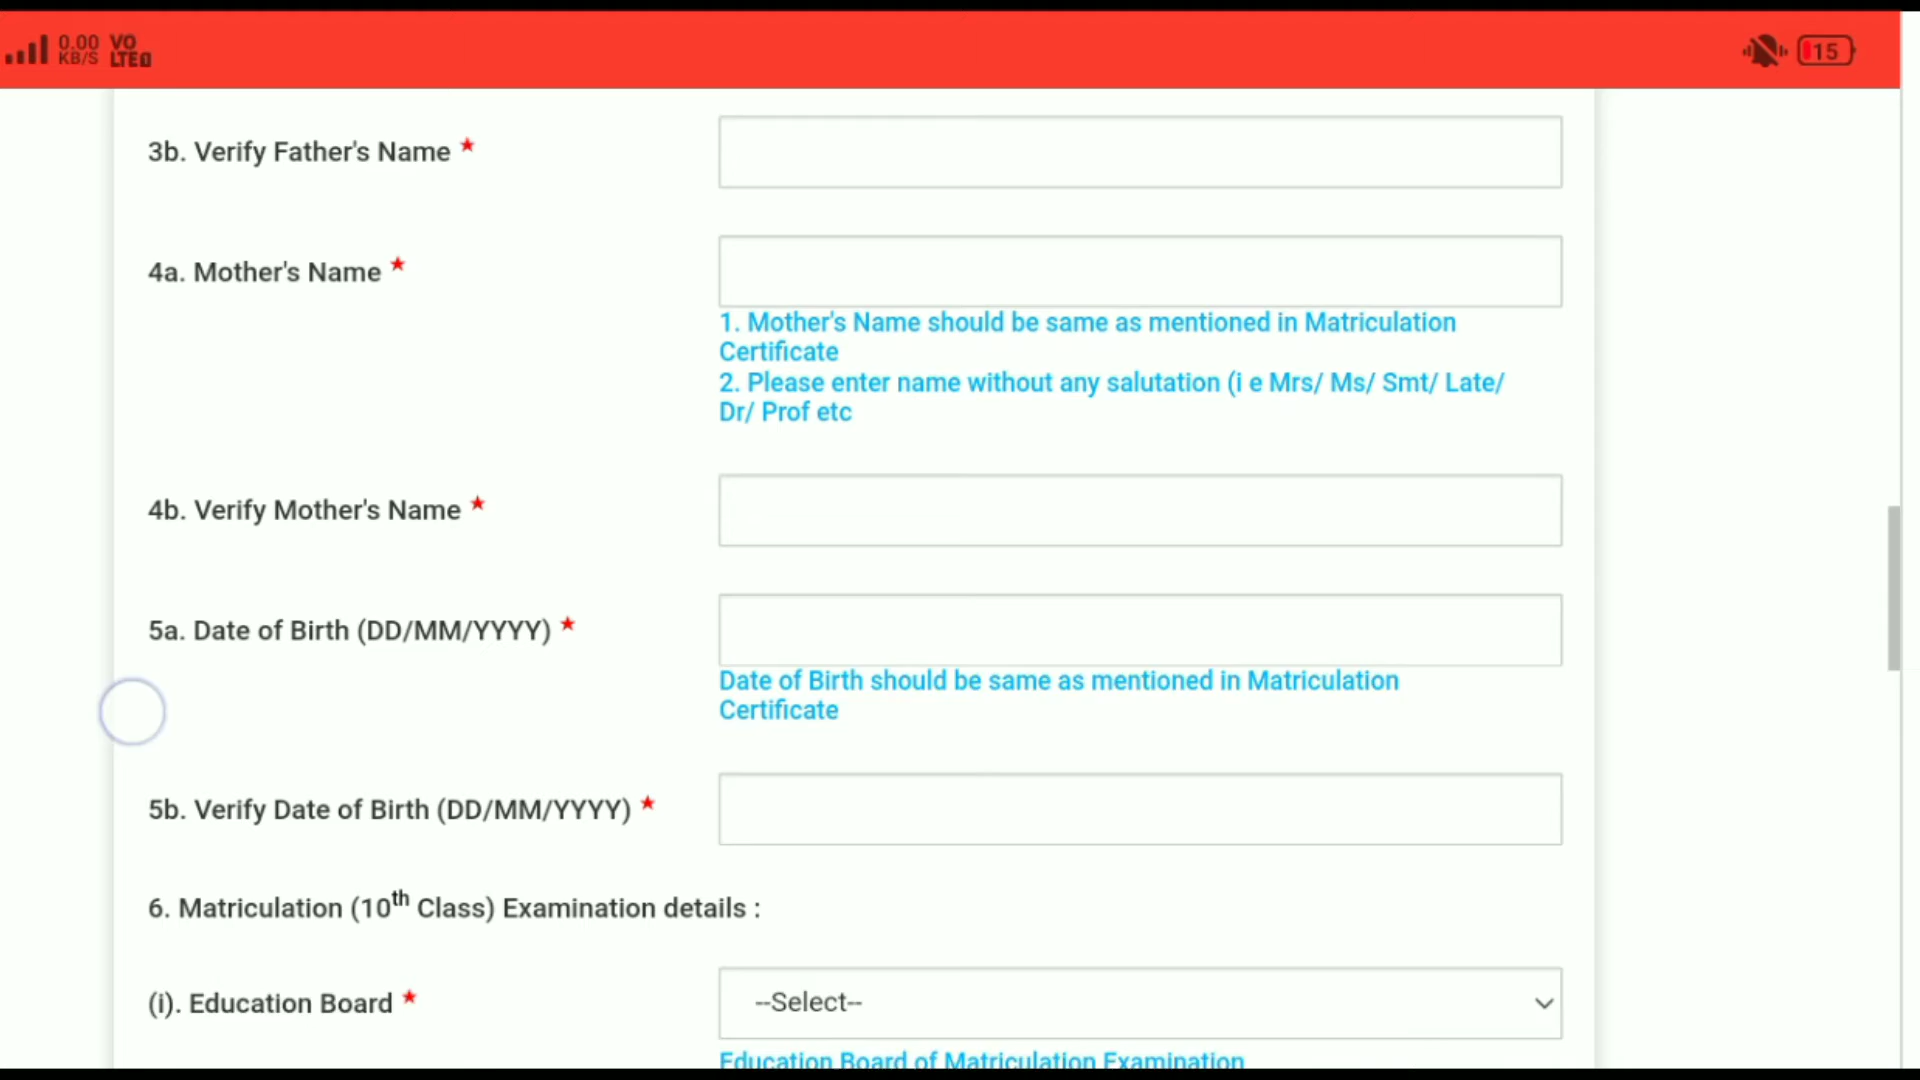 0.00
KB/S
VO
LTE
15
3b. Verify Father's Name *
4a. Mother's Name *
1. Mother's Name should be same as mentioned in Matriculation
Certificate
2. Please enter name without any salutation (i e Mrs/ Ms/ Smt/ Late/
Dr/ Prof etc
4b. Verify Mother's Name *
5a. Date of Birth (DD/MM/YYYY) *
Date of Birth should be same as mentioned in Matriculation
Certificate
5b. Verify Date of Birth (DD/MM/YYYY) *
6. Matriculation (10th Class) Examination details :
(i). Education Board *
--Select--
Education Board of Matriculation Examination